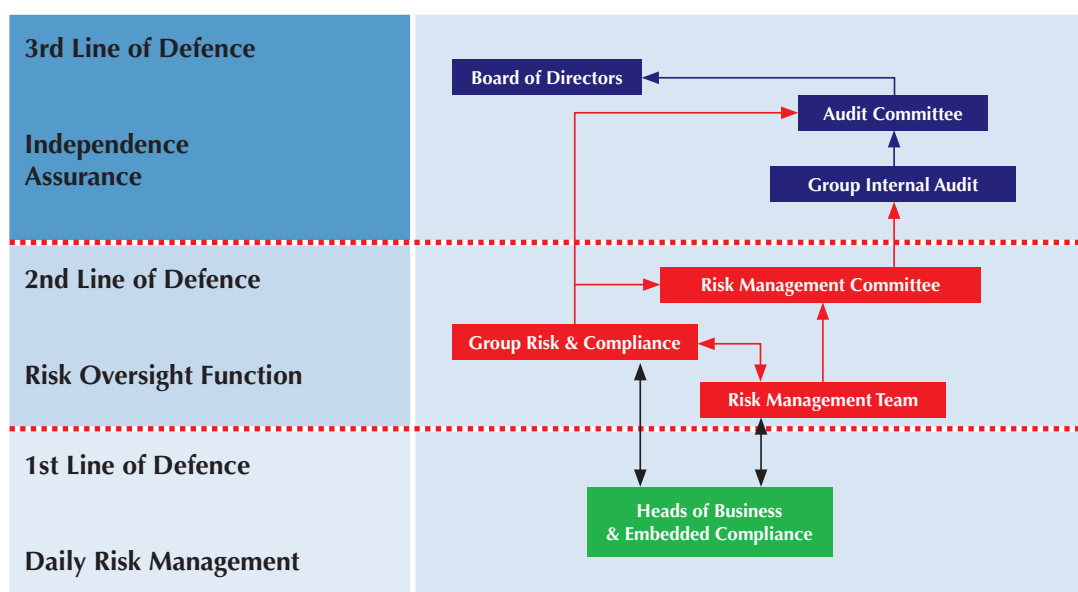 3rd Line of Defence
Independence
Assurance
Board of Directors
Audit Committee
Group Internal Audit
2nd Line of Defence
Risk Oversight Function
Risk Management Committee
Group Risk & Compliance
Risk Management Team
1st Line of Defence
Daily Risk Management
Heads of Business
& Embedded Compliance